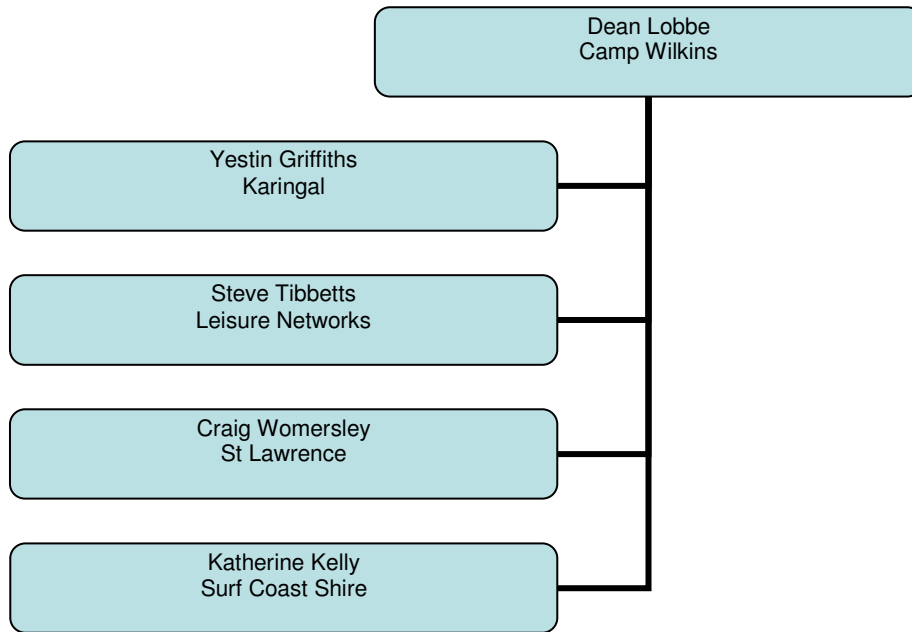 Dean Lobbe
Camp Wilkins
Yestin Griffiths
Karingal
Steve Tibbetts
Leisure Networks
Craig Womersley
St Lawrence
Katherine Kelly
Surf Coast Shire